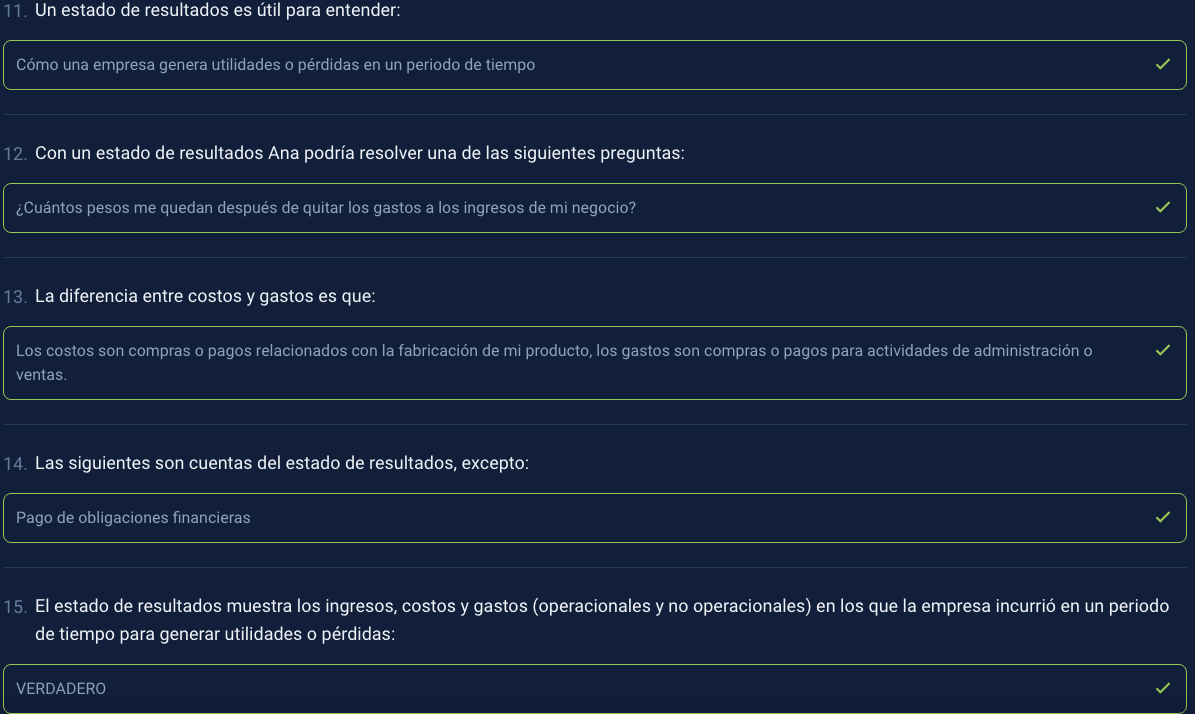 11. Un estado de resultados es útil para entender:
Cómo una empresa genera utilidades o pérdidas en un periodo de tiempo
12. Con un estado de resultados Ana podría resolver una de las siguientes preguntas:
¿Cuántos pesos me quedan después de quitar los gastos a los ingresos de mi negocio?
13. La diferencia entre costos y gastos es que:
Los costos son compras o pagos relacionados con la fabricación de mi producto, los gastos son compras o pagos para actividades de administración o
ventas.
14. Las siguientes son cuentas del estado de resultados, excepto:
Pago de obligaciones financieras
15. El estado de resultados muestra los ingresos, costos y gastos (operacionales y no operacionales) en los que la empresa incurrió en un periodo
de tiempo para generar utilidades o pérdidas:
VERDADERO